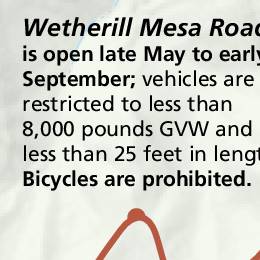 Wetherill Mesa Road
is open late May to early
September; vehicles are
restricted to less than
8,000 pounds GVW and
less than 25 feet in lengt
Bicycles are prohibited.